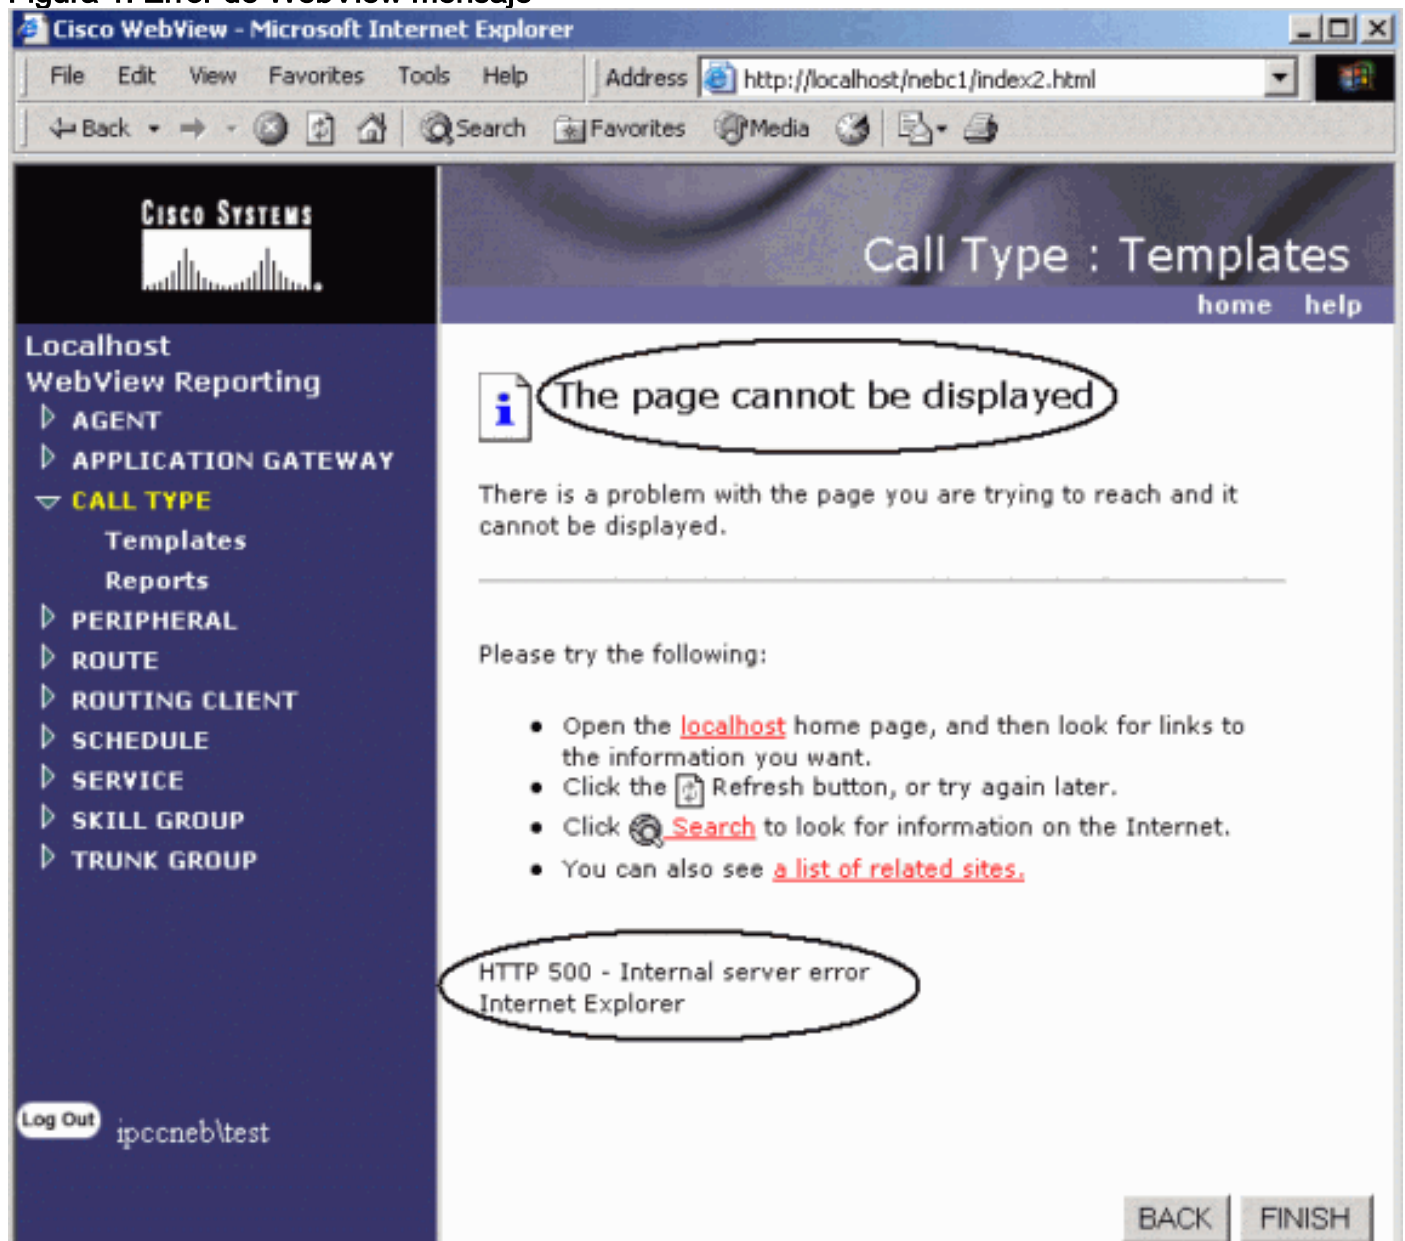 Figura 1. Error de WebView mensaje
Cisco WebView - Microsoft Internet Explorer
File Edit View Favorites Tools Help Address http://localhost/nebc1/index2.html
Back Search Favorites Media
CISCO SYSTEMS
Call Type : Templates
home help
Localhost
WebView Reporting
AGENT
APPLICATION GATEWAY
CALL TYPE
Templates
Reports
PERIPHERAL
ROUTE
ROUTING CLIENT
SCHEDULE
SERVICE
SKILL GROUP
TRUNK GROUP
Log Out ipccneb\test
The page cannot be displayed
There is a problem with the page you are trying to reach and it
cannot be displayed.
Please try the following:
• Open the localhost home page, and then look for links to
the information you want.
• Click the Refresh button, or try again later.
• Click Search to look for information on the Internet.
• You can also see a list of related sites.
HTTP 500 - Internal server error
Internet Explorer
BACK FINISH